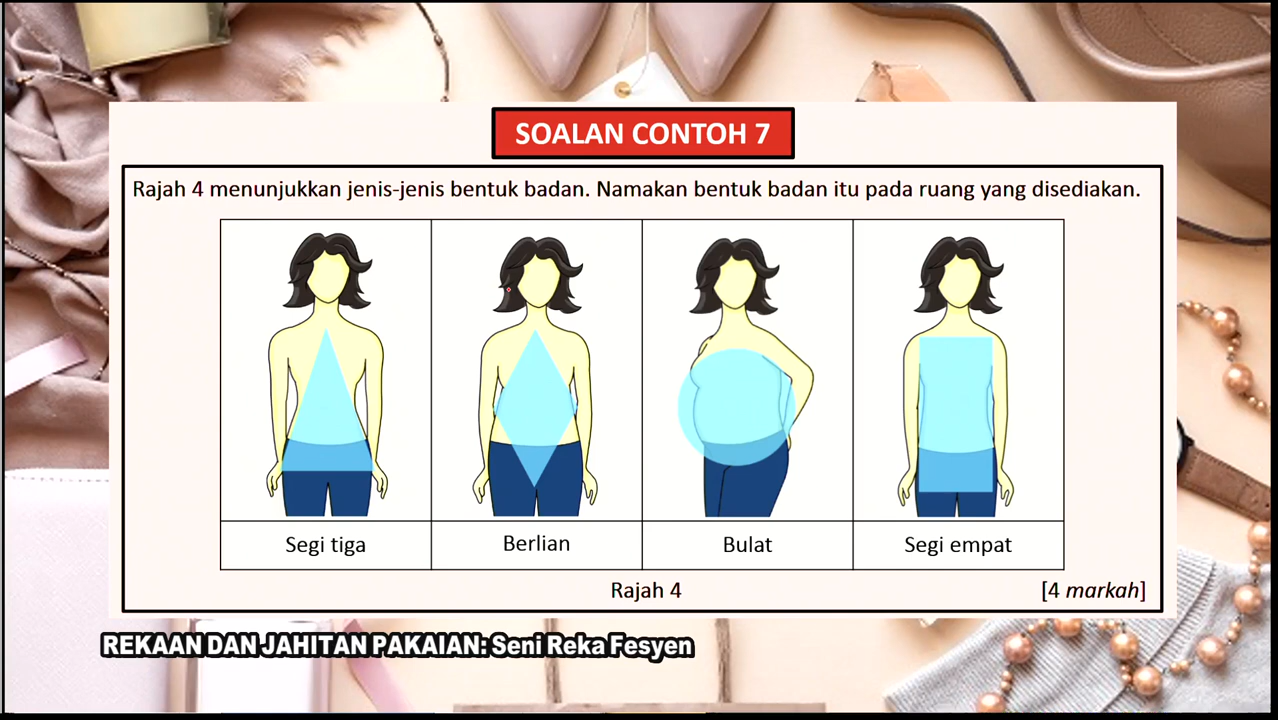 SOALAN CONTOH 7
Rajah 4 menunjukkan jenis-jenis bentuk badan. Namakan bentuk badan itu pada ruang yang disediakan.
Segi tiga
Berlian
Bulat
Segi empat
Rajah 4
[4 markah]
REKAAN DAN JAHITAN PAKAIAN: Seni Reka Fesyen